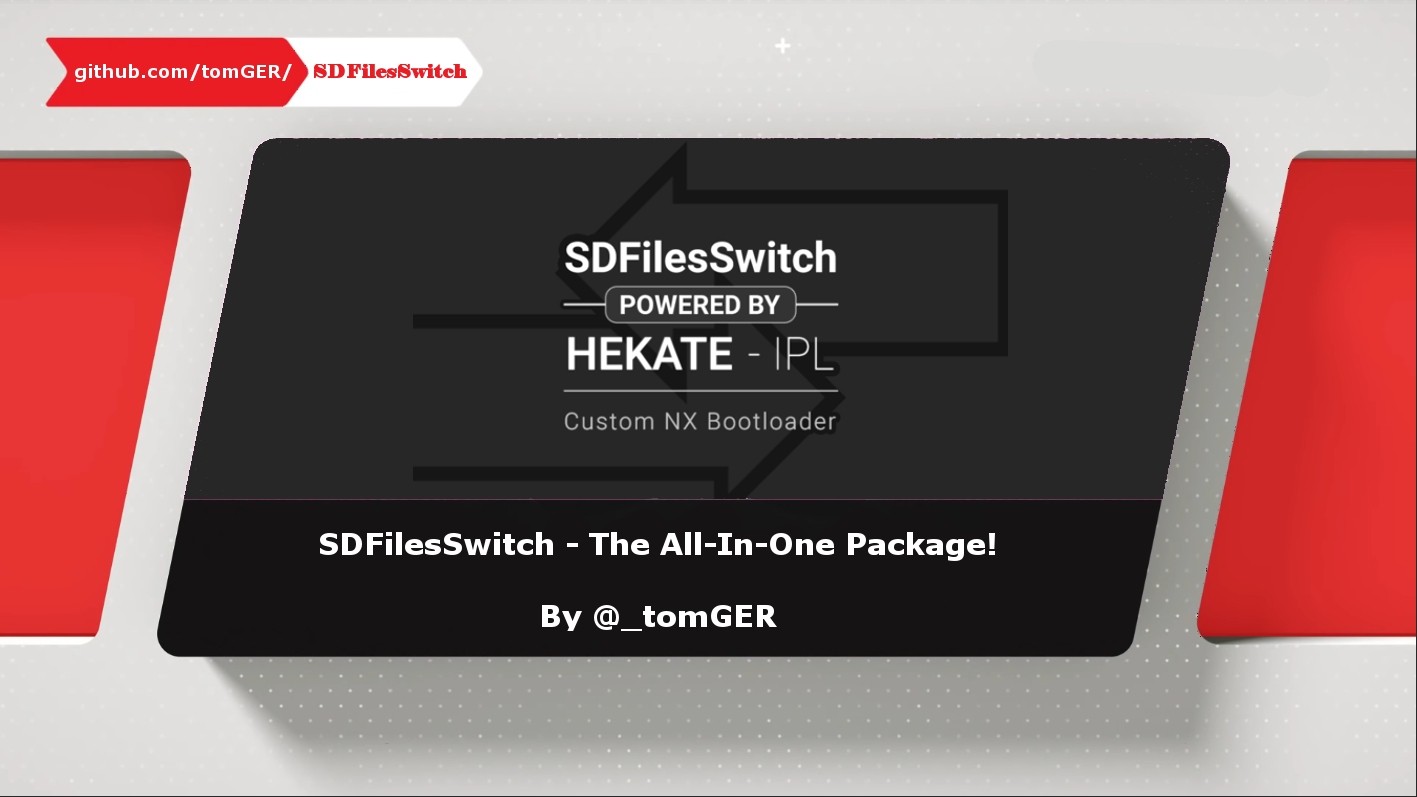 github.com/tomGER/ SDFilesSwitch
SDFilesSwitch
POWERED BY
HEKATE - IPL
Custom NX Bootloader
SDFilesSwitch - The All-In-One Package!
By @_tomGER